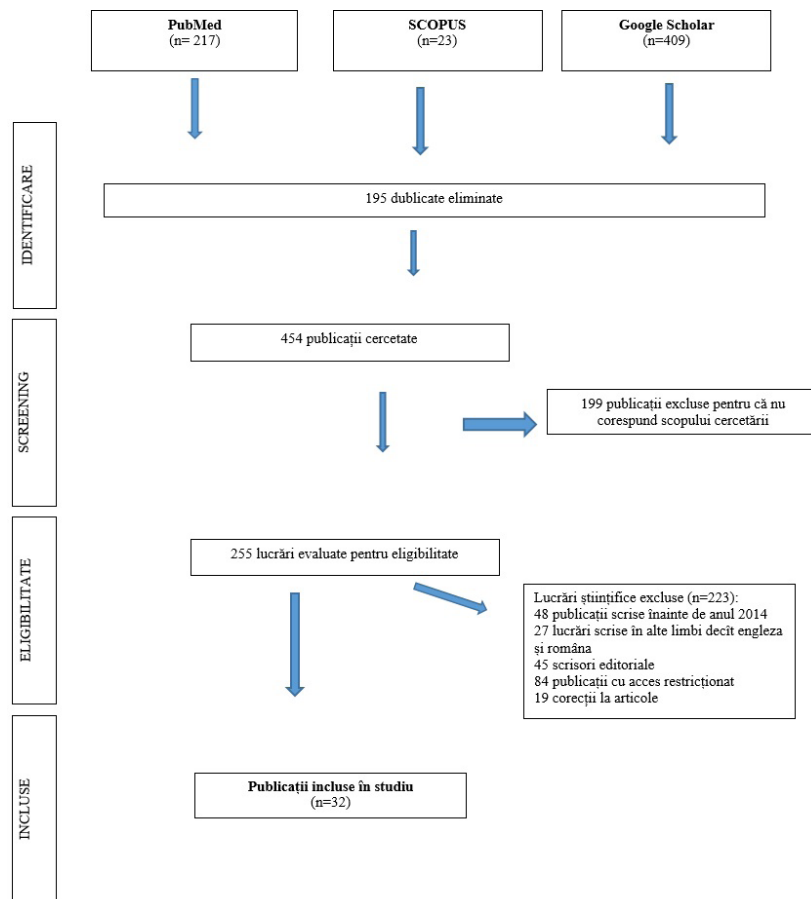 PubMed
(n= 217)
SCOPUS
(n=23)
Google Scholar
(n=409)
IDENTIFICARE
195 dublicate eliminate
SCREENING
454 publicații cercetate
199 publicații excluse pentru că nu
corespund scopului cercetării
ELIGIBILITATE
255 lucrări evaluate pentru eligibilitate
Lucrări științifice excluse (n=223):
48 publicații scrise înainte de anul 2014
27 lucrări scrise în alte limbi decît engleza
și româna
45 scrisori editoriale
84 publicații cu acces restricționat
19 corecții la articole
INCLUSE
Publicații incluse în studiu
(n=32)